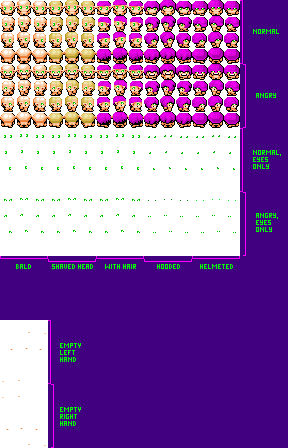 NORMAL
ANGRY
NORMAL,
EYES
ONLY
ANGRY,
EYES
ONLY
BALD SHAVED HEAD WITH HAIR HOODED HELMETED
EMPTY
LEFT
HAND
EMPTY
RIGHT
HAND